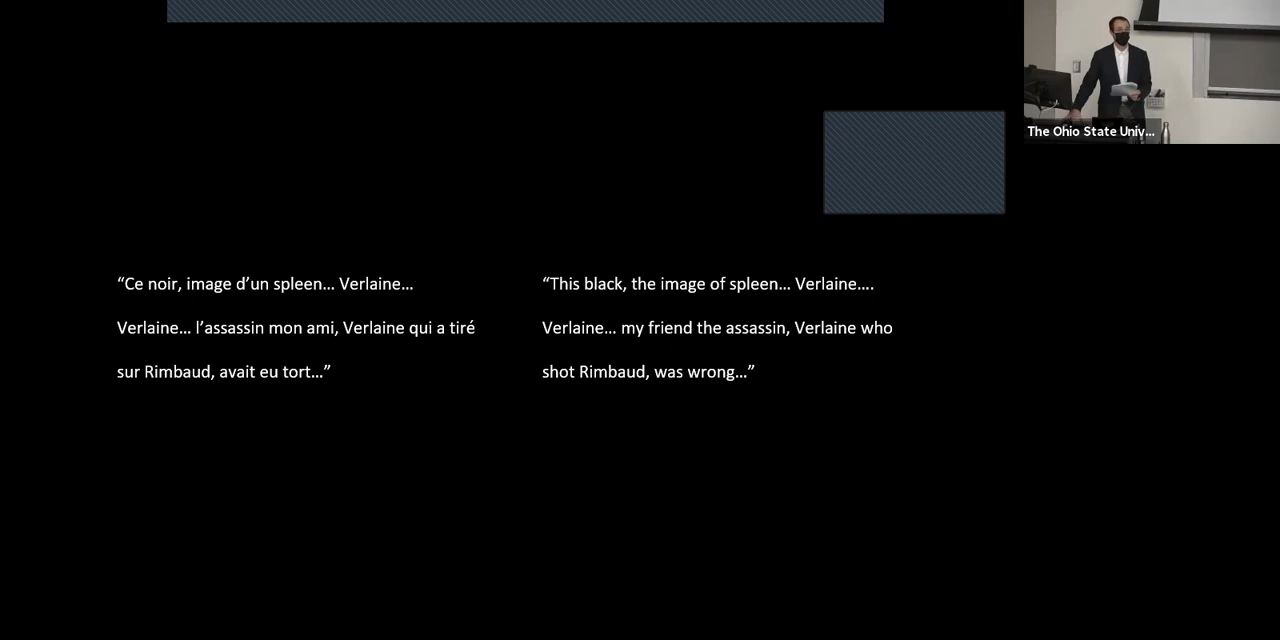 “Ce noir, image d’un spleen... Verlaine...
Verlaine... l’assassin mon ami, Verlaine qui a tiré
sur Rimbaud, avait eu tort...”
“This black, the image of spleen... Verlaine....
Verlaine... my friend the assassin, Verlaine who
shot Rimbaud, was wrong...”
The Ohio State Univ...